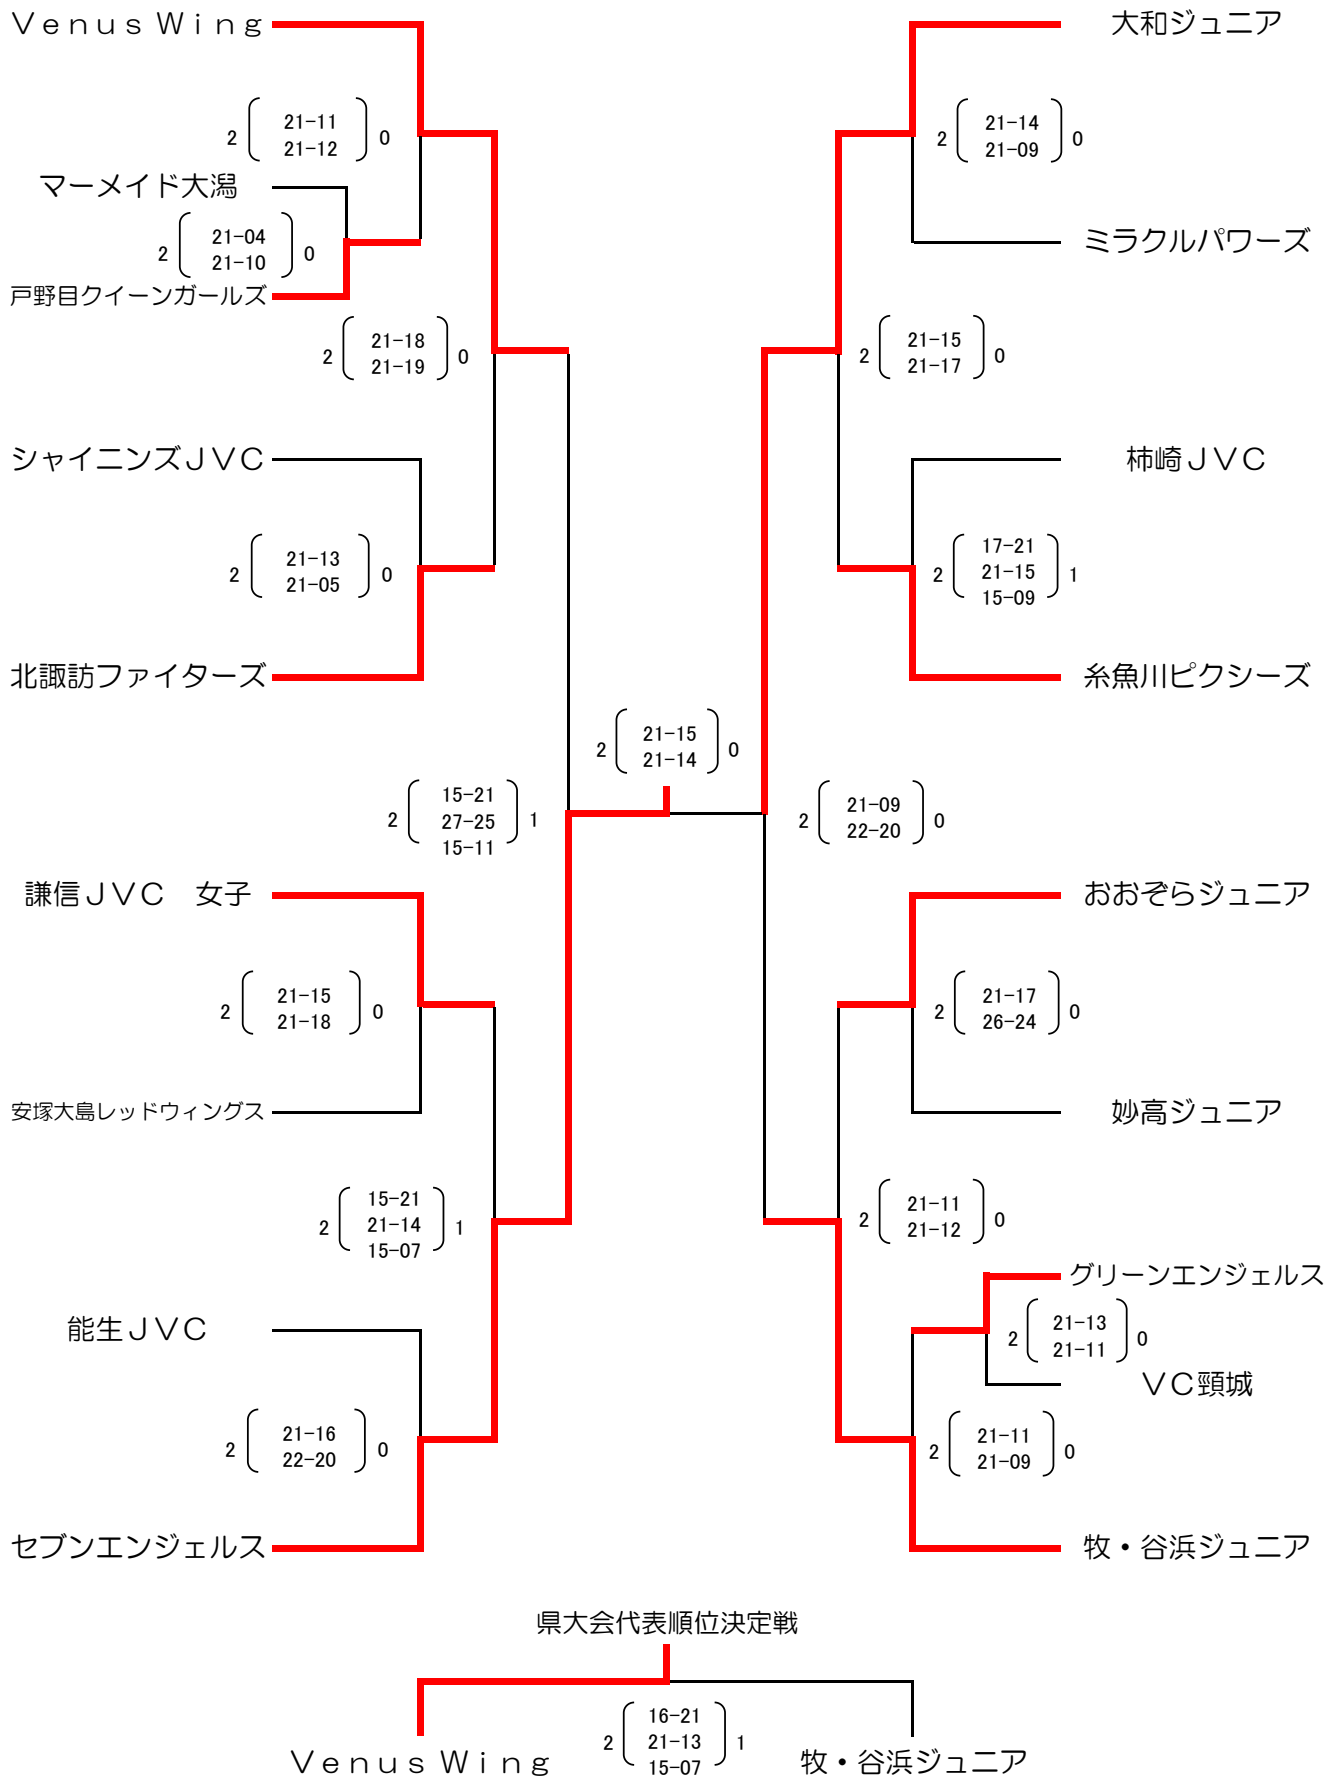 Ｖｅｎｕｓ Ｗｉｎｇ
大和ジュニア
2 21-11 0
21-12
2 21-14 0
21-09
マーメイド大潟
2 21-04 0
21-10
ミラクルパワーズ
戸野目クイーンガールズ
2 21-18 0
21-19
2 21-15 0
21-17
シャイニンズＪＶＣ
柿崎ＪＶＣ
2 21-13 0
21-05
17-21
2 21-15 1
15-09
北諏訪ファイターズ
糸魚川ピクシーズ
2 21-15 0
21-14
15-21
2 27-25 1
15-11
2 21-09 0
22-20
謙信ＪＶＣ　女子
おおぞらジュニア
2 21-15 0
21-18
2 21-17 0
26-24
安塚大島レッドウィングス
妙高ジュニア
15-21
2 21-14 1
15-07
2 21-11 0
21-12
グリーンエンジェルス
能生ＪＶＣ
2 21-13 0
21-11
ＶＣ頸城
2 21-16 0
22-20
2 21-11 0
21-09
セブンエンジェルス
牧・谷浜ジュニア
県大会代表順位決定戦
16-21
2 21-13 1
15-07
Ｖｅｎｕｓ Ｗｉｎｇ
牧・谷浜ジュニア